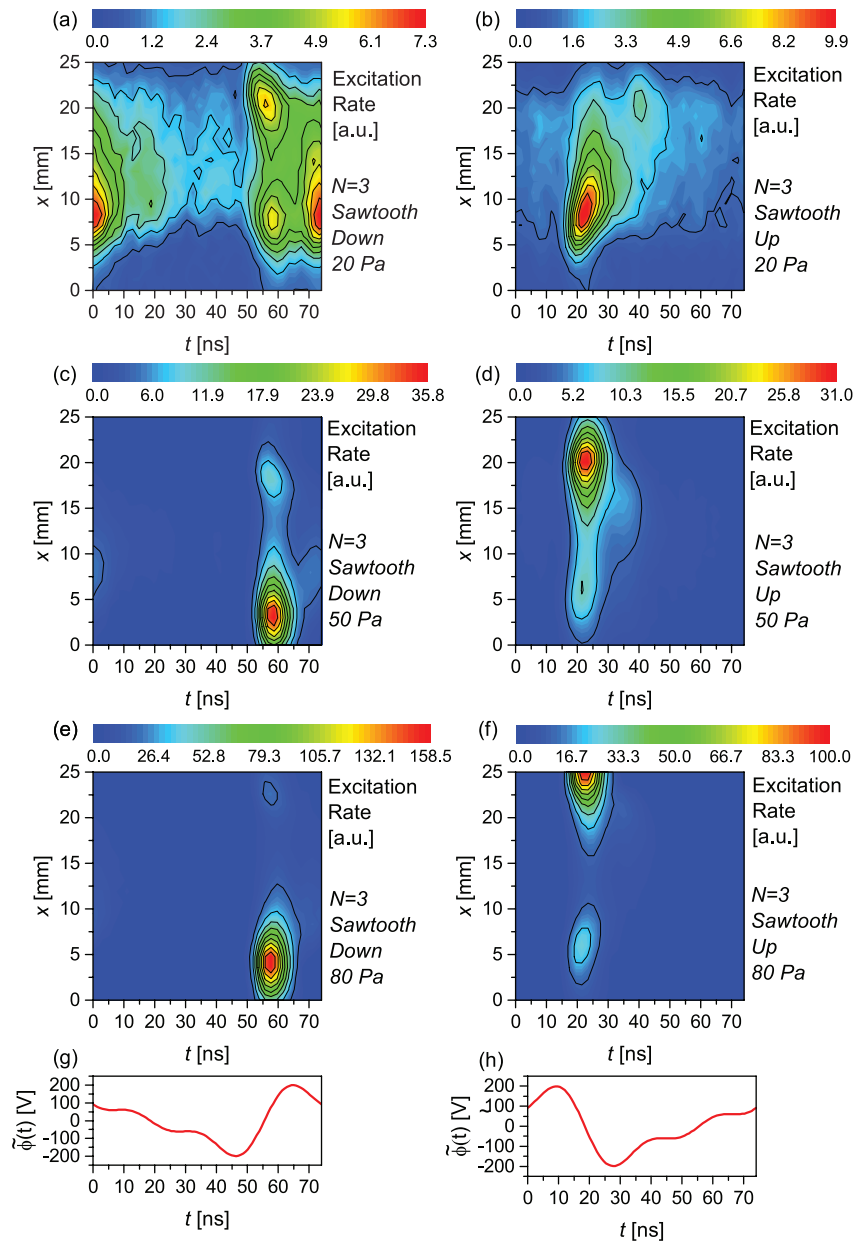 (a)
0.0 1.2 2.4 3.7 4.9 6.1 7.3
25
20
15
10
5
0
x [mm]
0 10 20 30 40 50 60 70
t [ns]
Excitation
Rate
[a.u.]
N=3
Sawtooth
Down
20 Pa
(b)
0.0 1.6 3.3 4.9 6.6 8.2 9.9
25
20
15
10
5
0
x [mm]
0 10 20 30 40 50 60 70
t [ns]
Excitation
Rate
[a.u.]
N=3
Sawtooth
Up
20 Pa
(c)
0.0 6.0 11.9 17.9 23.9 29.8 35.8
25
20
15
10
5
0
x [mm]
0 10 20 30 40 50 60 70
t [ns]
Excitation
Rate
[a.u.]
N=3
Sawtooth
Down
50 Pa
(d)
0.0 5.2 10.3 15.5 20.7 25.8 31.0
25
20
15
10
5
0
x [mm]
0 10 20 30 40 50 60 70
t [ns]
Excitation
Rate
[a.u.]
N=3
Sawtooth
Up
50 Pa
(e)
0.0 26.4 52.8 79.3 105.7 132.1 158.5
25
20
15
10
5
0
x [mm]
0 10 20 30 40 50 60 70
t [ns]
Excitation
Rate
[a.u.]
N=3
Sawtooth
Down
80 Pa
(f)
0.0 16.7 33.3 50.0 66.7 83.3 100.0
25
20
15
10
5
0
x [mm]
0 10 20 30 40 50 60 70
t [ns]
Excitation
Rate
[a.u.]
N=3
Sawtooth
Up
80 Pa
(g)
200
100
0
-100
-200
ϕ̃(t) [V]
0 10 20 30 40 50 60 70
t [ns]
(h)
200
100
0
-100
-200
ϕ̃(t) [V]
0 10 20 30 40 50 60 70
t [ns]